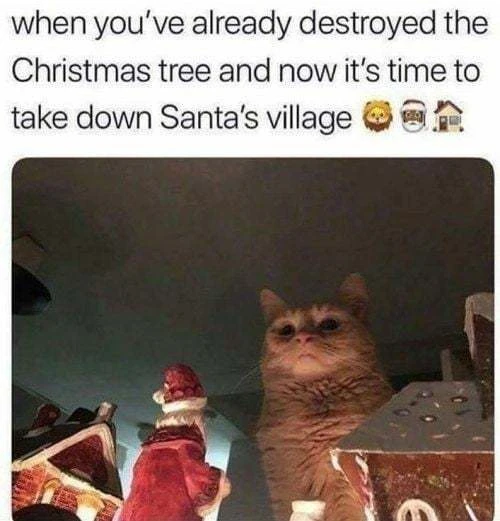 when you've already destroyed the
Christmas tree and now it's time to
take down Santa's village 🦁🎅🏿🏠